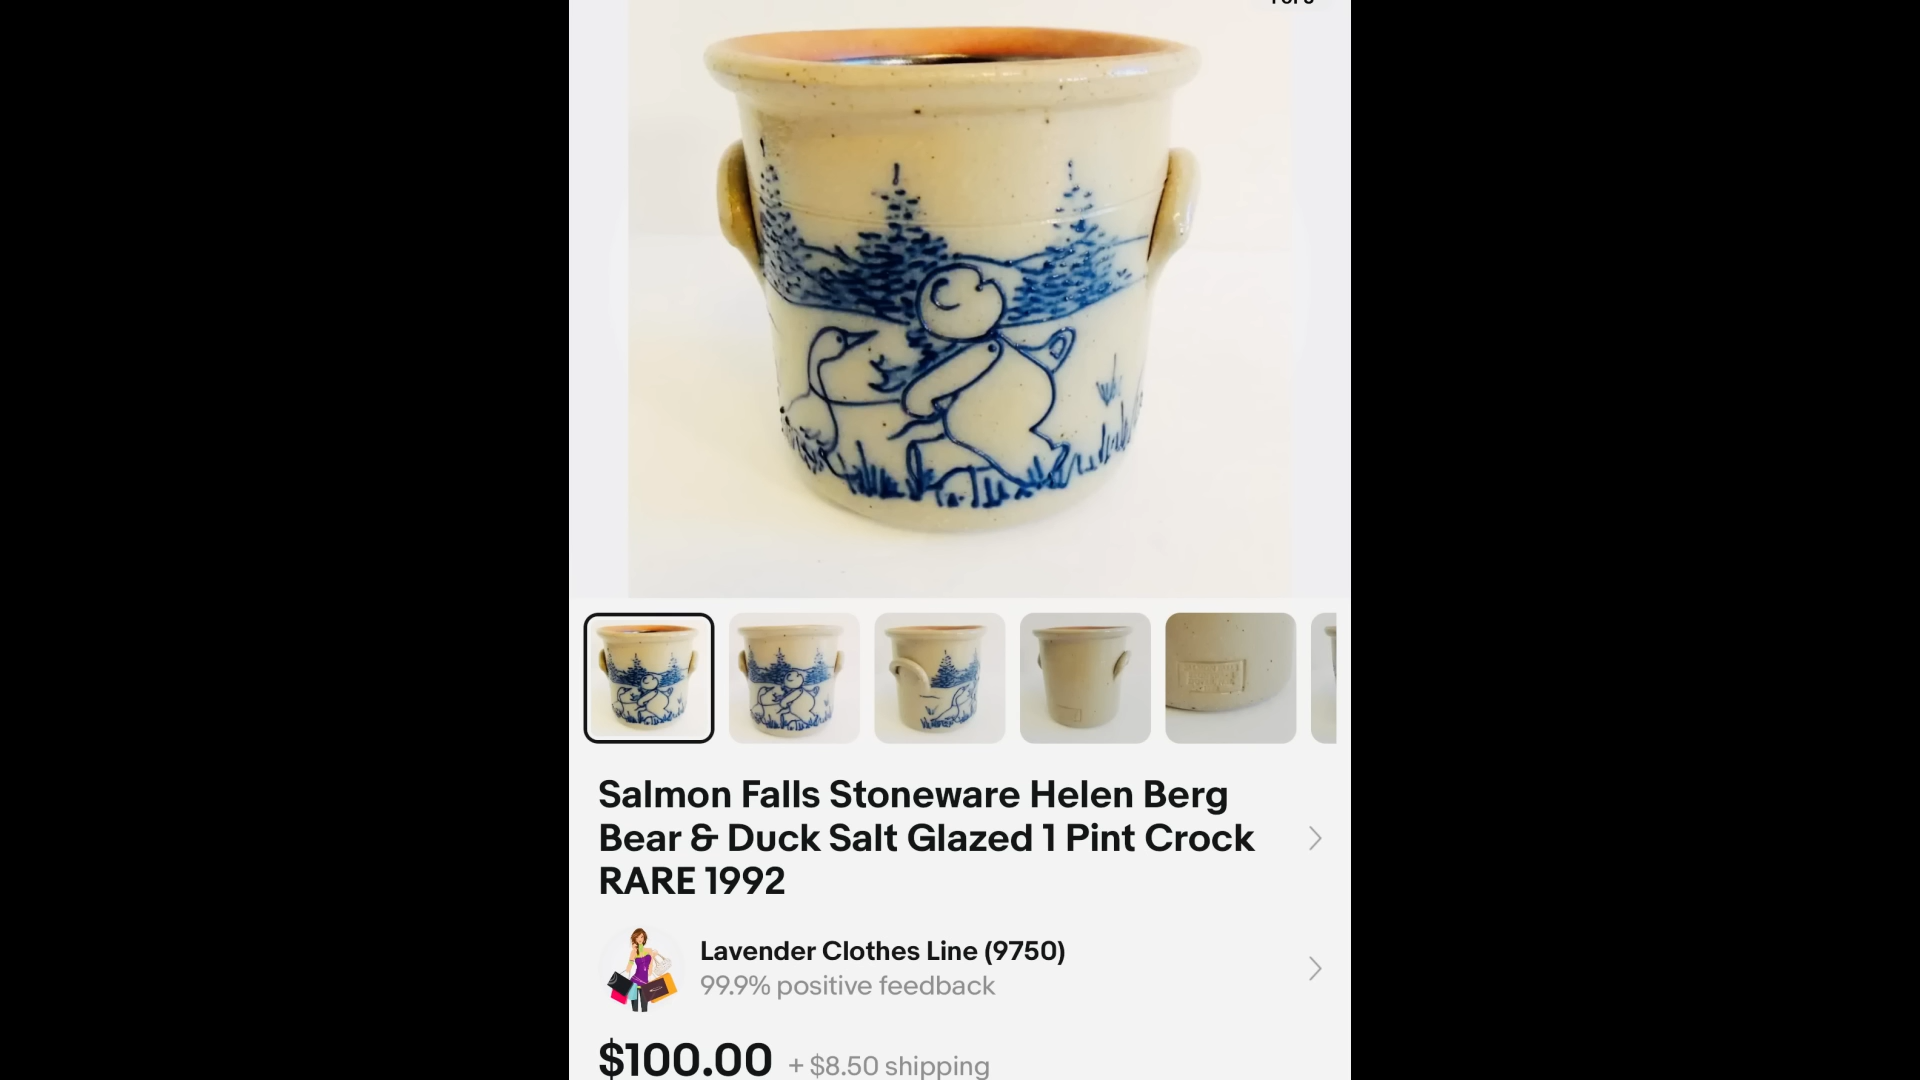 Salmon Falls Stoneware Helen Berg
Bear & Duck Salt Glazed 1 Pint Crock
RARE 1992
Lavender Clothes Line (9750)
99.9% positive feedback
$100.00 + $8.50 shipping